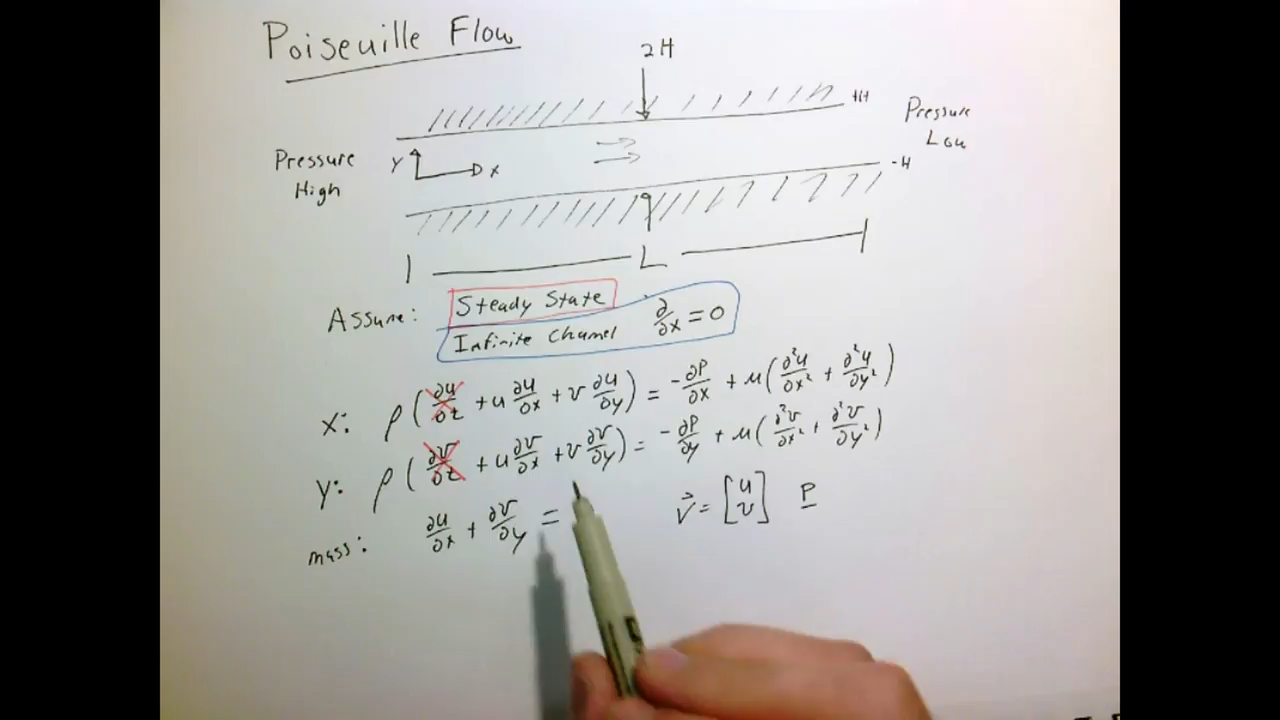 Poiseuille Flow
2H
+H
Pressure High
Y
X
Pressure Low
-H
L
Assume: Steady State
Infinite Channel ∂/∂x = 0
x: ρ(∂u/∂t + u ∂u/∂x + v ∂u/∂y) = -∂P/∂x + μ(∂²u/∂x² + ∂²u/∂y²)
y: ρ(∂v/∂t + u ∂v/∂x + v ∂v/∂y) = -∂P/∂y + μ(∂²v/∂x² + ∂²v/∂y²)
mass: ∂u/∂x + ∂v/∂y =
V⃗ = [u v] P